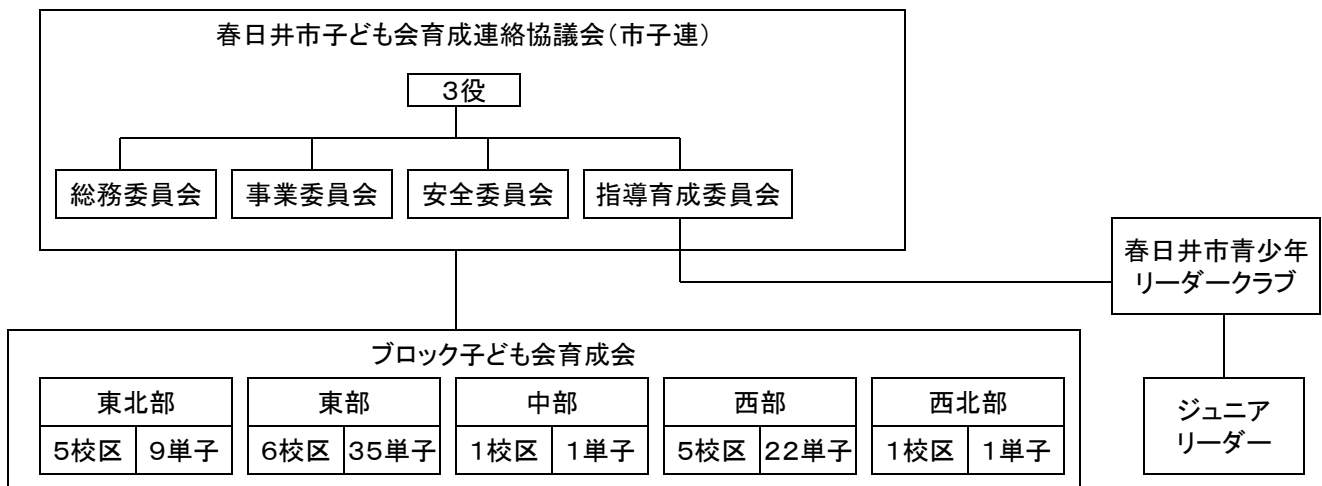 春日井市子ども会育成連絡協議会（市子連）
３役
総務委員会
事業委員会
安全委員会
指導育成委員会
春日井市青少年
リーダークラブ
ブロック子ども会育成会
東北部
５校区 ９単子
東部
６校区 ３５単子
中部
１校区 １単子
西部
５校区 ２２単子
西北部
１校区 １単子
ジュニア
リーダー